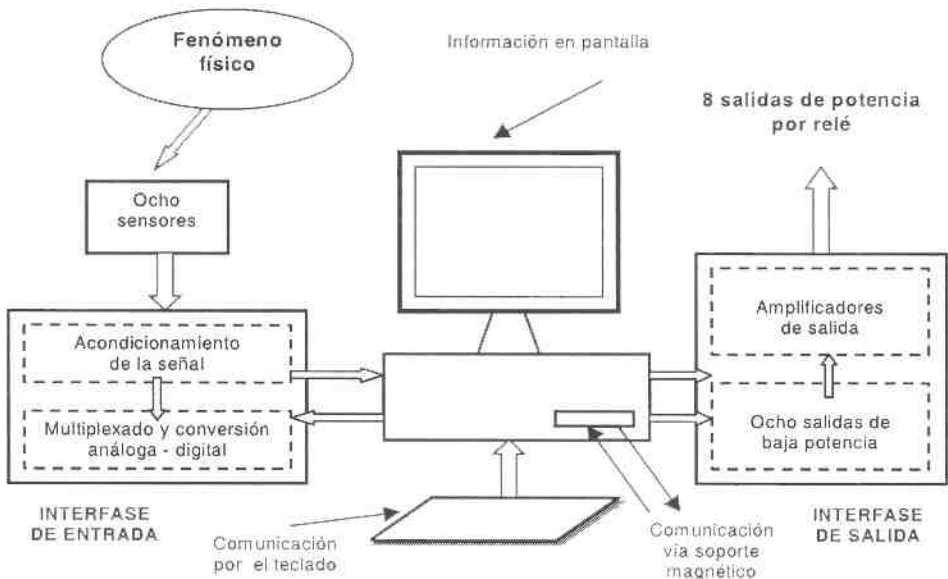 Fenómeno
físico
Información en pantalla
8 salidas de potencia
por relé
Ocho
sensores
Acondicionamiento
de la señal
Multiplexado y conversión
análoga - digital
Amplificadores
de salida
Ocho salidas de
baja potencia
INTERFASE
DE ENTRADA
Comunicación
por el teclado
Comunicación
vía soporte
magnético
INTERFASE
DE SALIDA